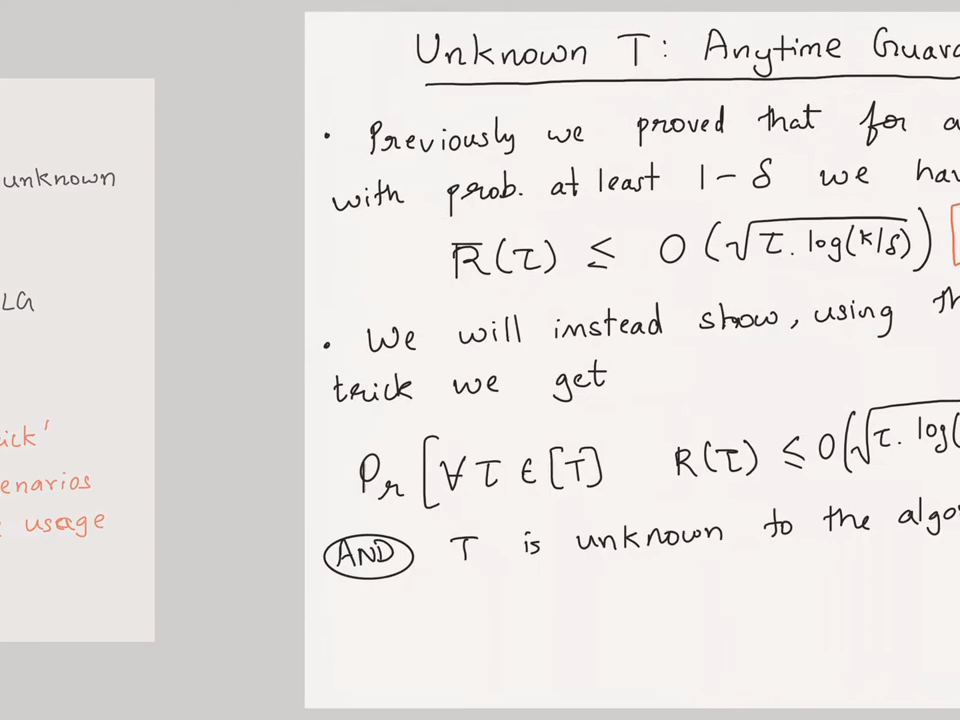 unknown
LG
ick'
enarios
usage
Unknown T: Anytime Guara
• Previously we proved that for a
with prob. at least 1 - δ we hav
R̅(τ) ≤ O(√τ. log(k/δ)) [
• We will instead show, using th
trick we get
Pr [∀ τ ∈ [T] R(τ) ≤ O(√τ. log(
AND T is unknown to the algo